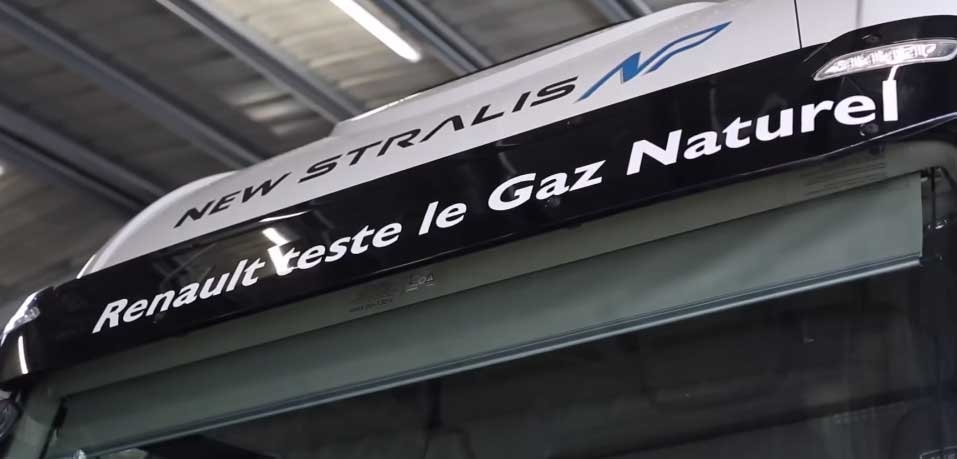 NEW STRALIS NP
Renault teste le Gaz Naturel